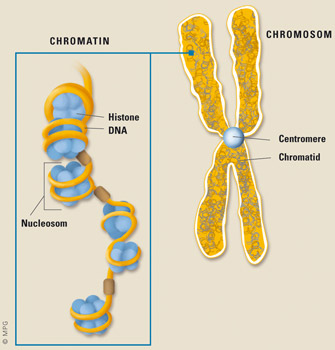 CHROMATIN
CHROMOSOM
Histone
DNA
Centromere
Chromatid
Nucleosom
© MPG